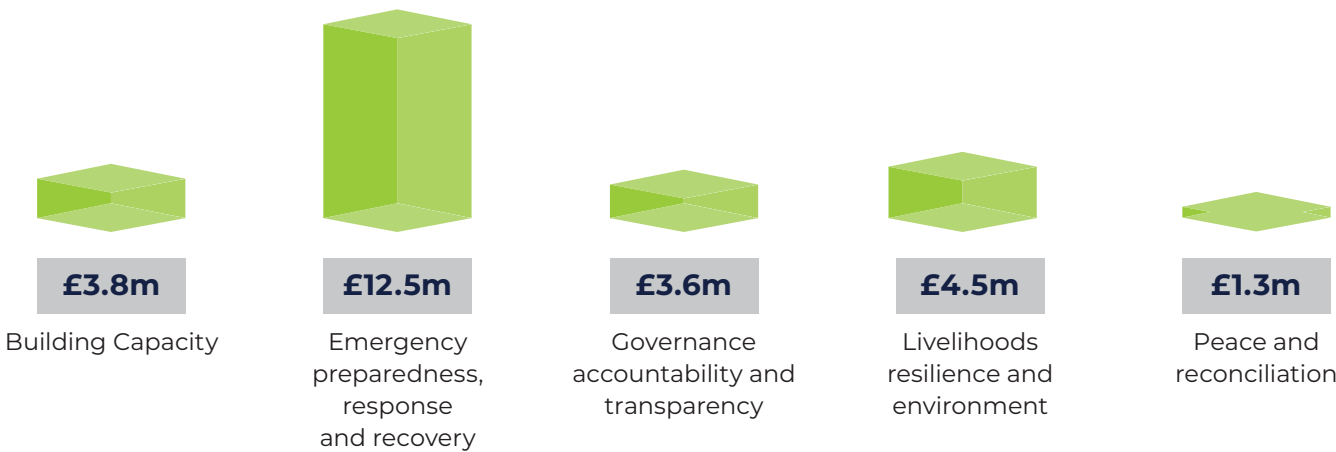 £3.8m
Building Capacity
£12.5m
Emergency
preparedness,
response
and recovery
£3.6m
Governance
accountability and
transparency
£4.5m
Livelihoods
resilience and
environment
£1.3m
Peace and
reconciliation